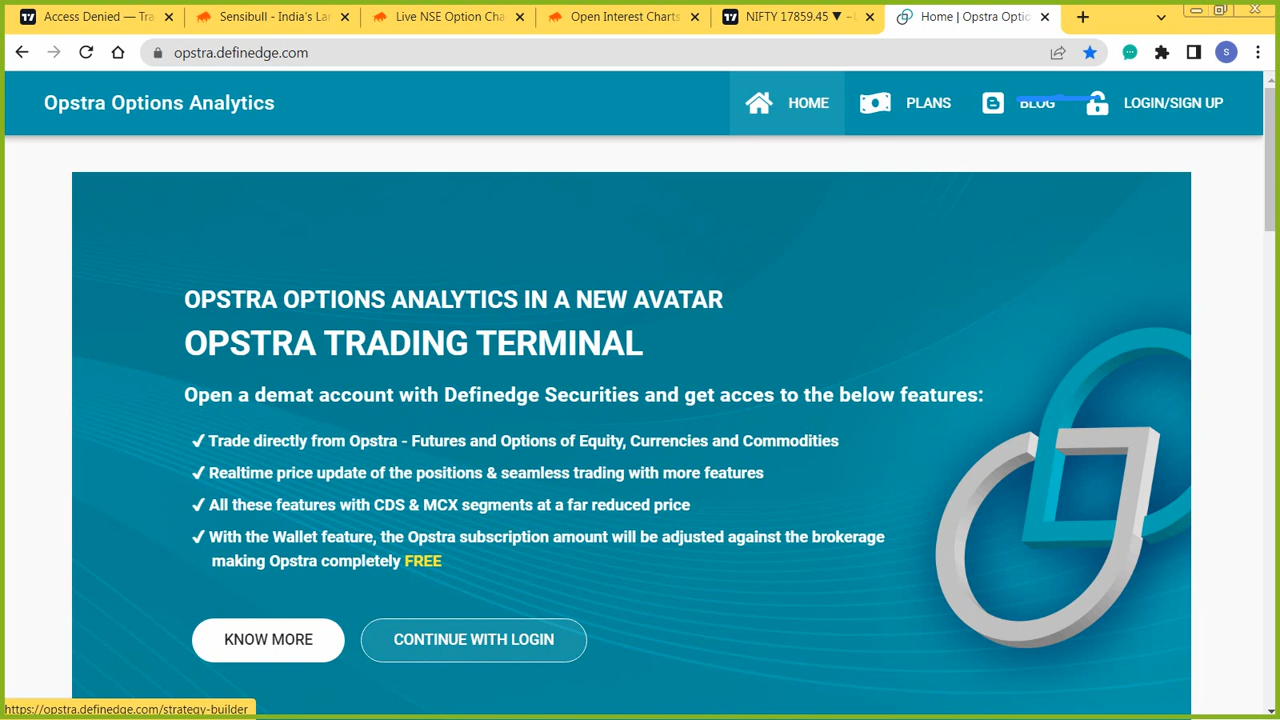 Access Denied — Tra
Sensibull - India's Lar
Live NSE Option Cha
Open Interest Charts
NIFTY 17859.45 ▼ −
Home | Opstra Optio
opstra.definedge.com
S
Opstra Options Analytics
HOME
PLANS
BLOG
LOGIN/SIGN UP
OPSTRA OPTIONS ANALYTICS IN A NEW AVATAR
OPSTRA TRADING TERMINAL
Open a demat account with Definedge Securities and get acces to the below features:
✓ Trade directly from Opstra - Futures and Options of Equity, Currencies and Commodities
✓ Realtime price update of the positions & seamless trading with more features
✓ All these features with CDS & MCX segments at a far reduced price
✓ With the Wallet feature, the Opstra subscription amount will be adjusted against the brokerage
making Opstra completely FREE
KNOW MORE
CONTINUE WITH LOGIN
https://opstra.definedge.com/strategy-builder